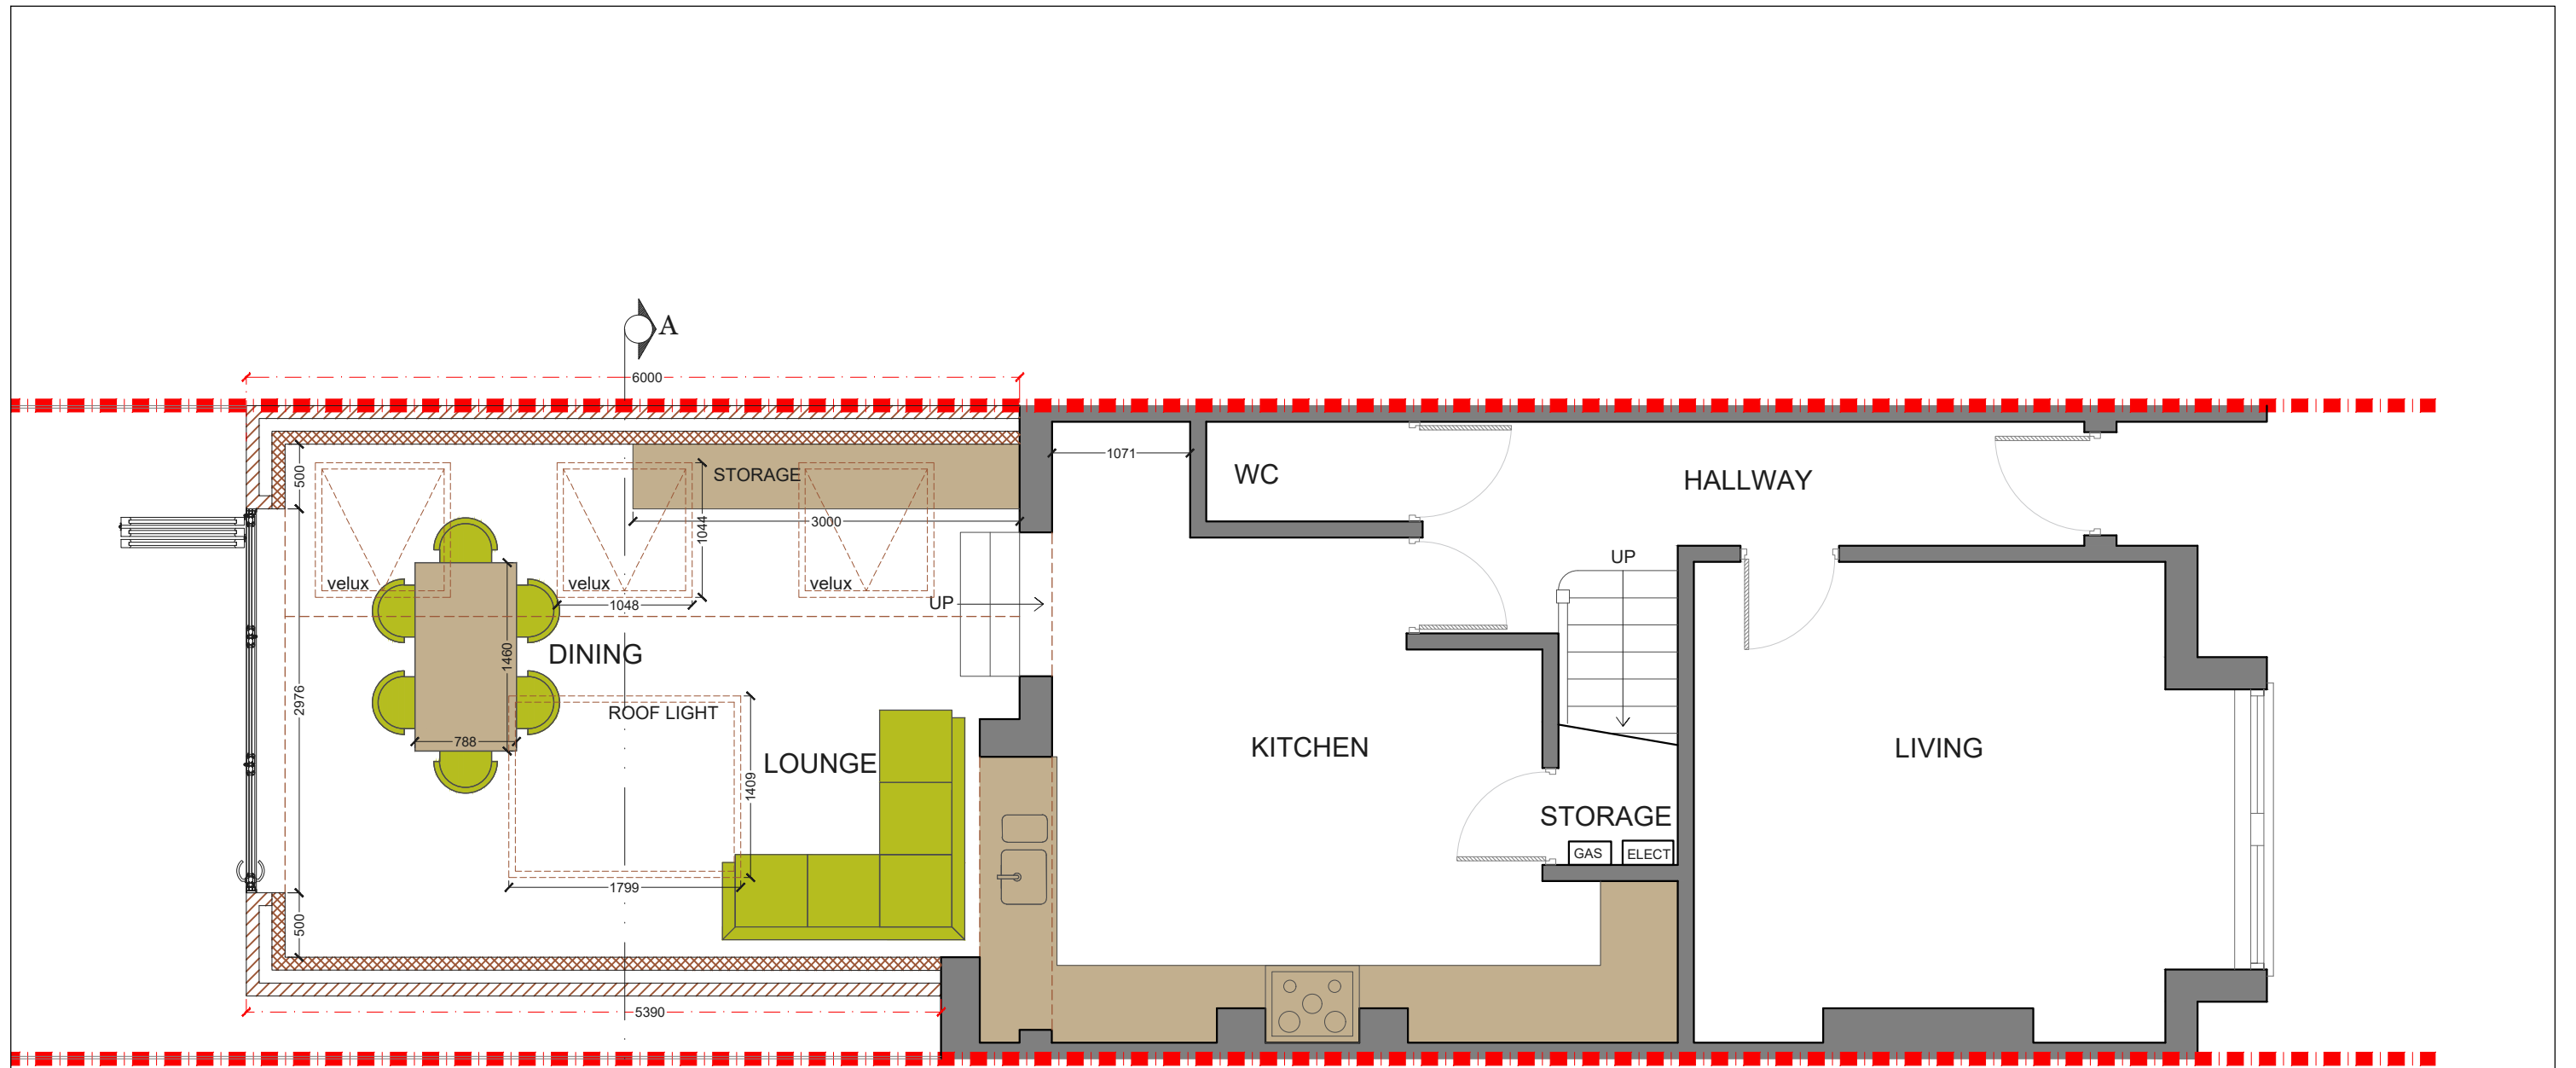 A
6000
500
STORAGE
1071
WC
HALLWAY
3000
1044
velux
velux
velux
1048
UP
UP
DINING
1460
2976
ROOF LIGHT
788
LOUNGE
1409
KITCHEN
LIVING
STORAGE
GAS
ELECT
1799
500
5390